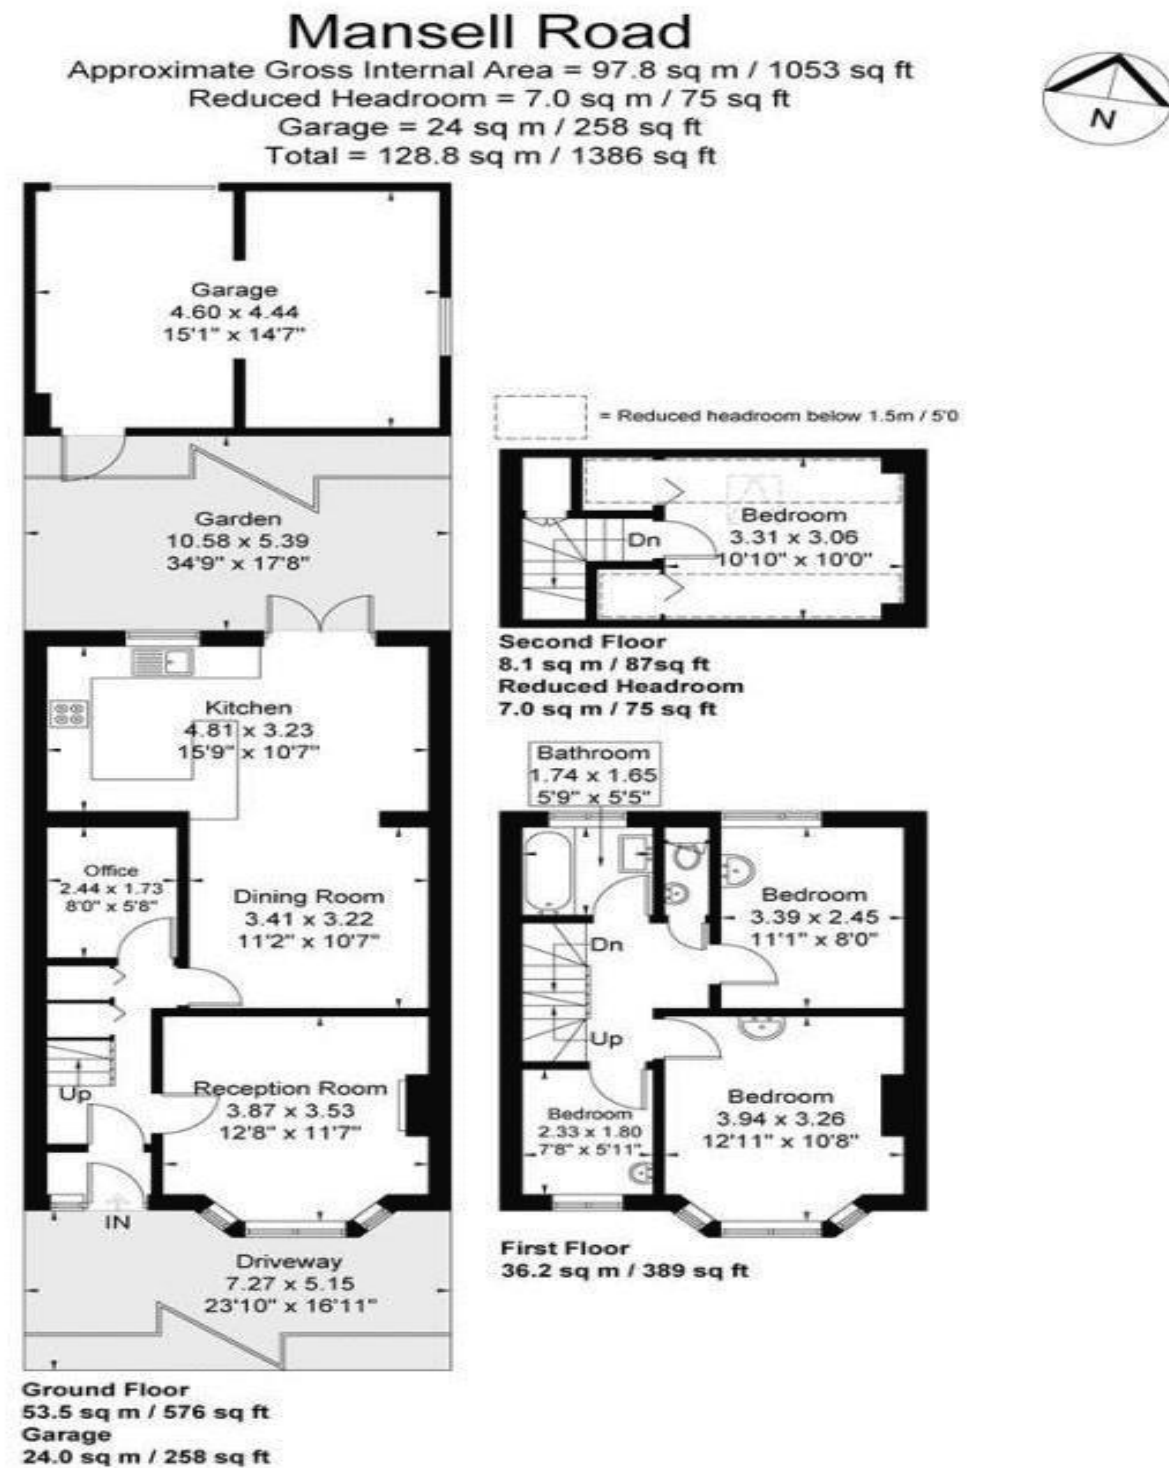 Mansell Road
Approximate Gross Internal Area = 97.8 sq m / 1053 sq ft
Reduced Headroom = 7.0 sq m / 75 sq ft
Garage = 24 sq m / 258 sq ft
Total = 128.8 sq m / 1386 sq ft
N
Garage
4.60 x 4.44
15'1" x 14'7"
= Reduced headroom below 1.5m / 5'0
Garden
10.58 x 5.39
34'9" x 17'8"
Dn
Bedroom
3.31 x 3.06
10'10" x 10'0"
Second Floor
8.1 sq m / 87sq ft
Reduced Headroom
7.0 sq m / 75 sq ft
Kitchen
4.81 x 3.23
15'9" x 10'7"
Bathroom
1.74 x 1.65
5'9" x 5'5"
Office
2.44 x 1.73
8'0" x 5'8"
Dining Room
3.41 x 3.22
11'2" x 10'7"
Bedroom
3.39 x 2.45
11'1" x 8'0"
Dn
Up
Up
Reception Room
3.87 x 3.53
12'8" x 11'7"
Bedroom
2.33 x 1.80
7'8" x 5'11"
Bedroom
3.94 x 3.26
12'11" x 10'8"
IN
Driveway
7.27 x 5.15
23'10" x 16'11"
First Floor
36.2 sq m / 389 sq ft
Ground Floor
53.5 sq m / 576 sq ft
Garage
24.0 sq m / 258 sq ft